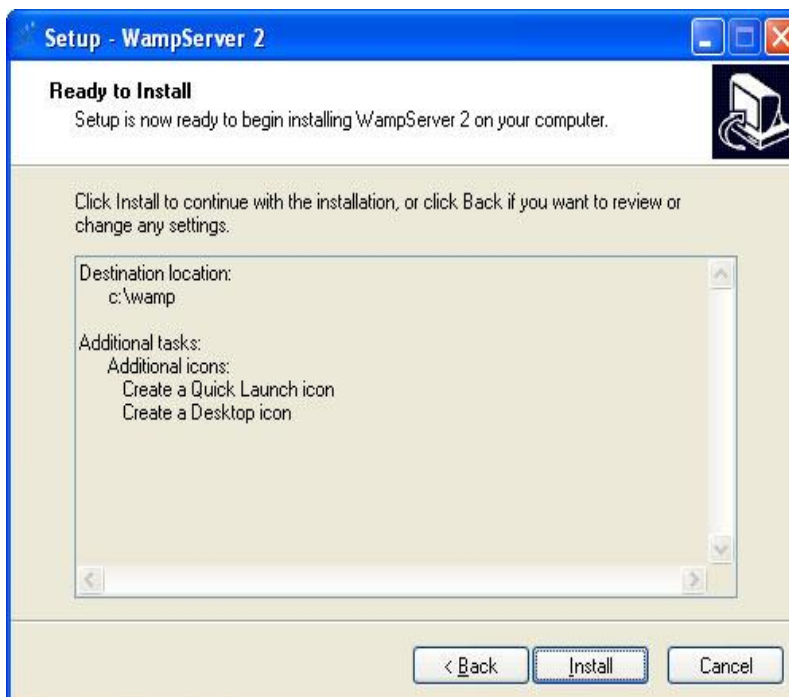 Setup - WampServer 2
Ready to Install
Setup is now ready to begin installing WampServer 2 on your computer.
Click Install to continue with the installation, or click Back if you want to review or
change any settings.
Destination location:
c:\wamp
Additional tasks:
Additional icons:
Create a Quick Launch icon
Create a Desktop icon
< Back
Install
Cancel